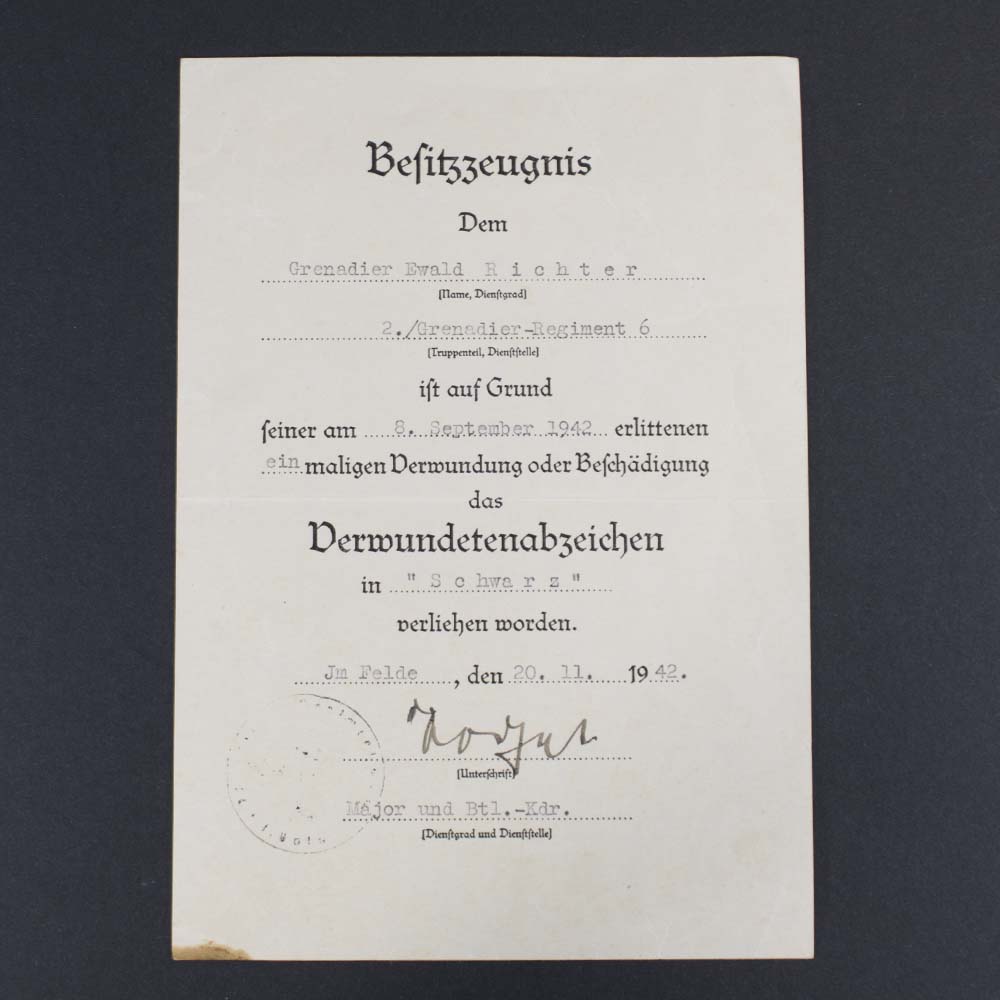 Besitzzeugnis
Dem
Grenadier Ewald Richter
(Name, Dienstgrad)
2./Grenadier-Regiment 6
(Truppenteil, Dienststelle)
ist auf Grund
seiner am 8. September 1942 erlittenen
ein maligen Verwundung oder Beschädigung
das
Verwundetenabzeichen
in "Schwarz"
verliehen worden.
Jm Felde, den 20. 11. 1942.
(Unterschrift)
Major und Btl.-Kdr.
(Dienstgrad und Dienststelle)